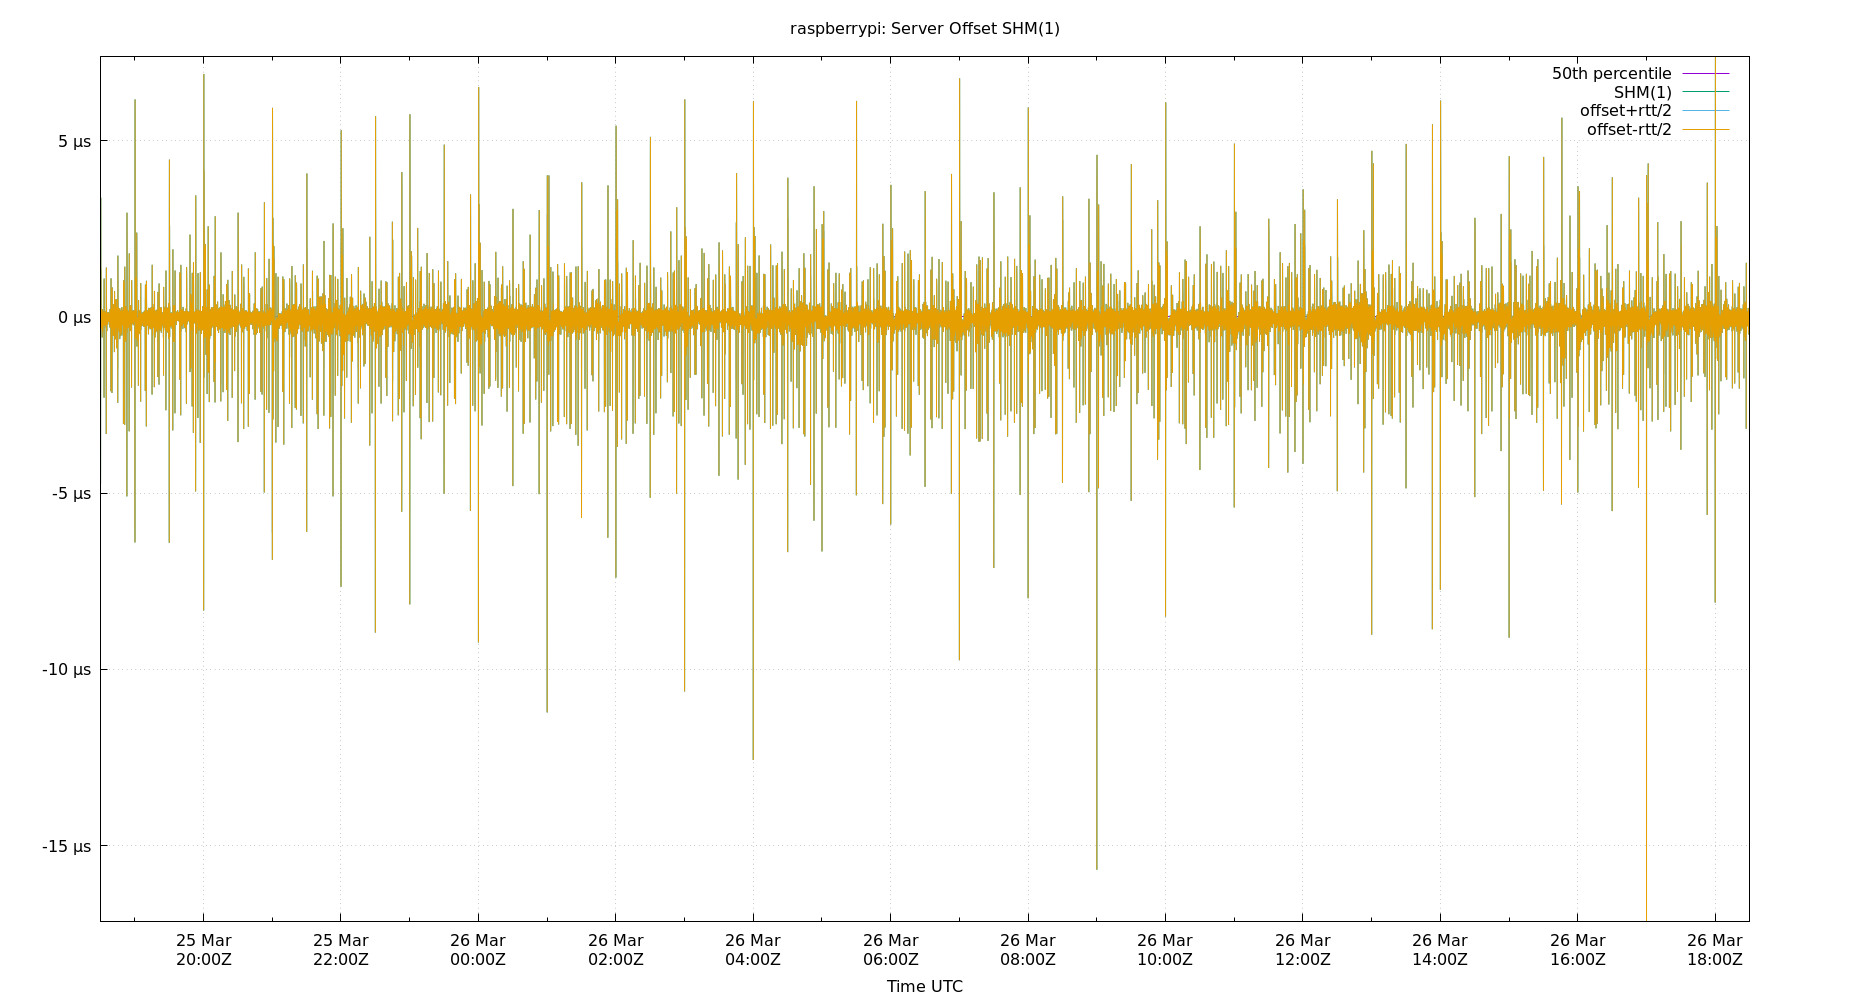 raspberrypi: Server Offset SHM(1)
50th percentile
SHM(1)
offset+rtt/2
offset-rtt/2
5 µs
0 µs
-5 µs
-10 µs
-15 µs
25 Mar 25 Mar 26 Mar 26 Mar 26 Mar 26 Mar 26 Mar 26 Mar 26 Mar 26 Mar 26 Mar 26 Mar
20:00Z 22:00Z 00:00Z 02:00Z 04:00Z 06:00Z 08:00Z 10:00Z 12:00Z 14:00Z 16:00Z 18:00Z
Time UTC